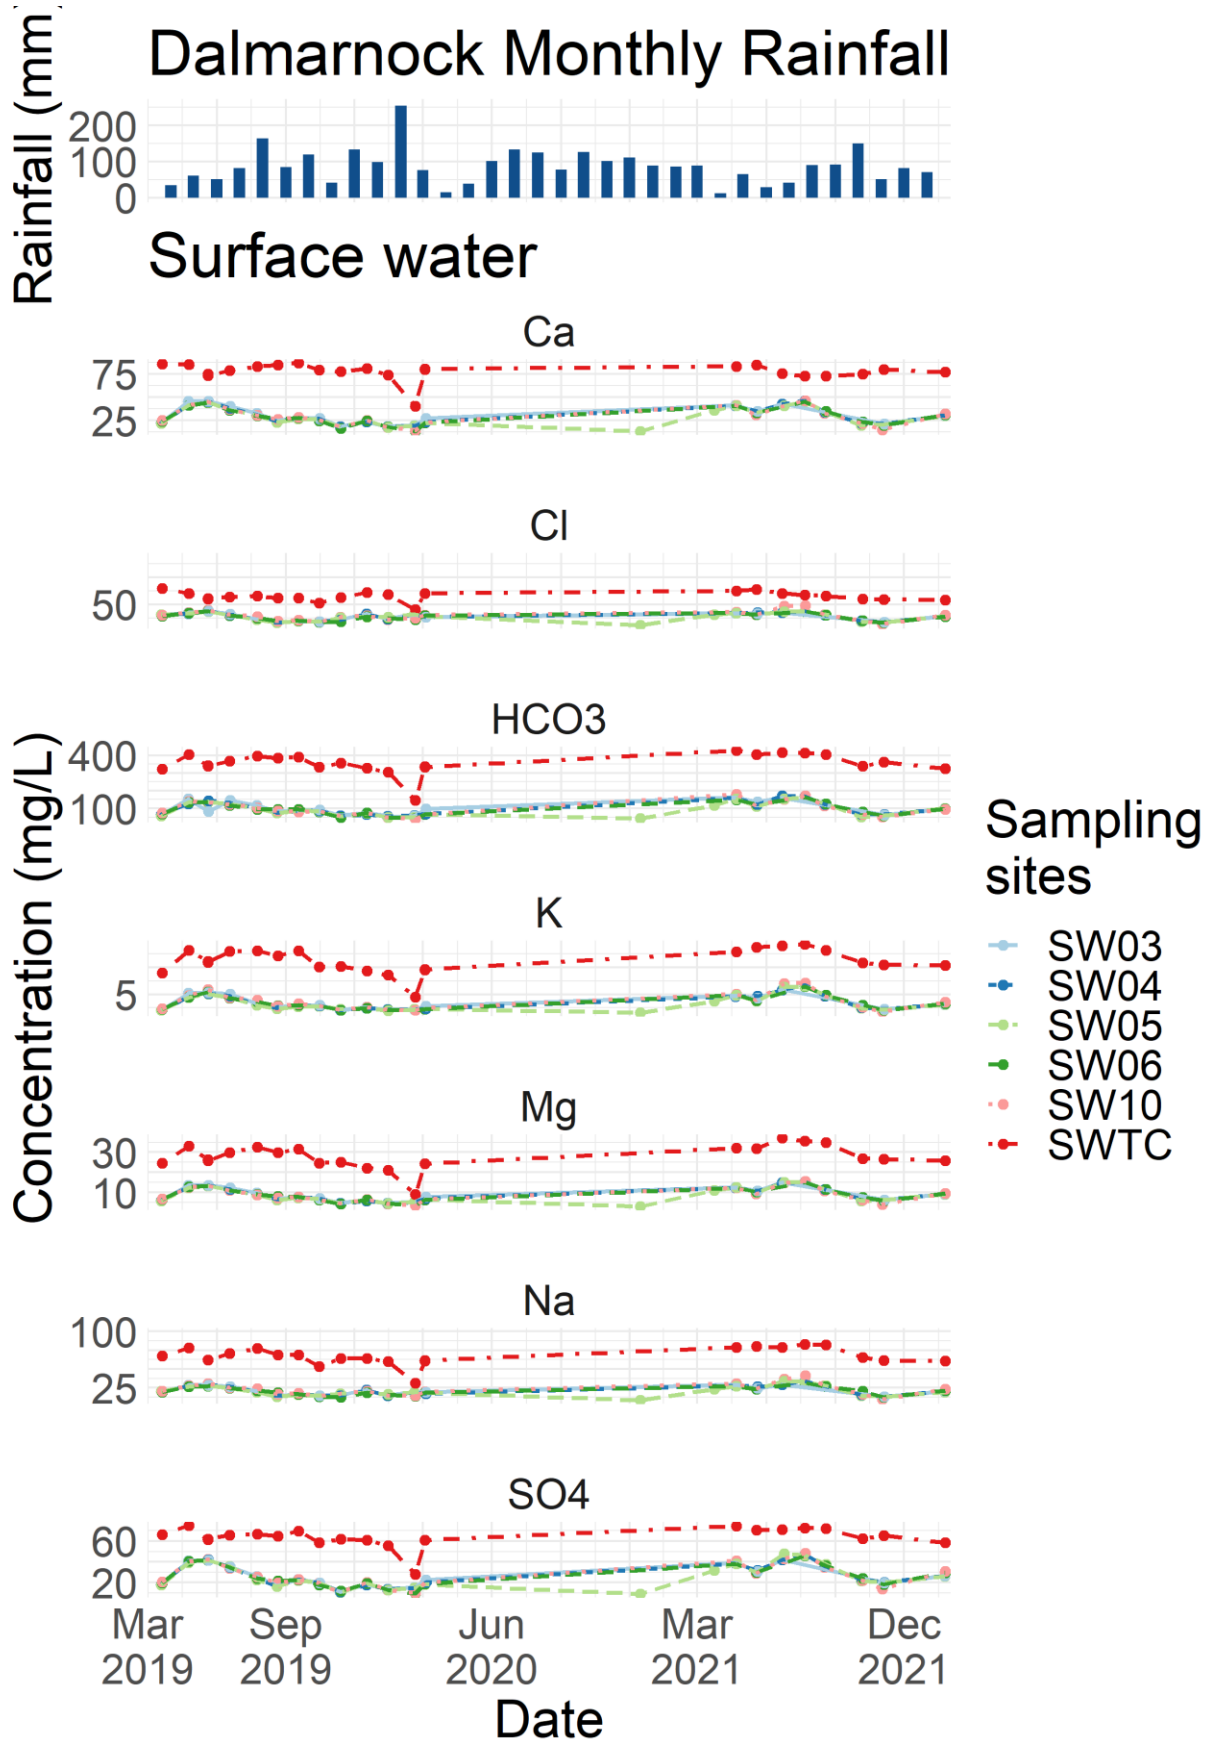 Dalmarnock Monthly Rainfall
Rainfall (mm)
200
100
0
Surface water
Ca
75
25
Cl
50
HCO3
400
100
K
5
Mg
30
10
Na
100
25
SO4
60
20
Concentration (mg/L)
Mar
2019
Sep
2019
Jun
2020
Mar
2021
Dec
2021
Date
Sampling
sites
SW03
SW04
SW05
SW06
SW10
SWTC